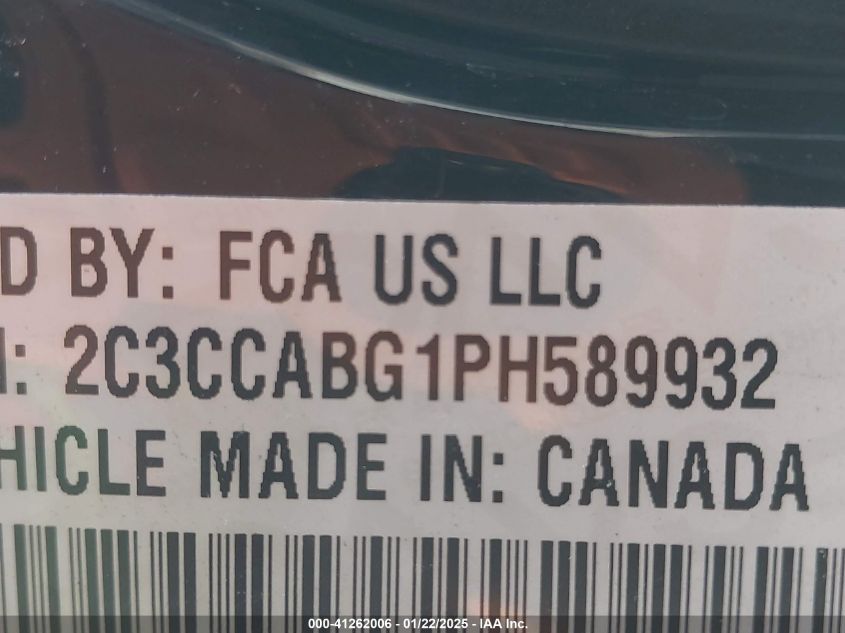 D BY: FCA US LLC
: 2C3CCABG1PH589932
HICLE MADE IN: CANADA
000-41262006 - 01/22/2025 - IAA Inc.